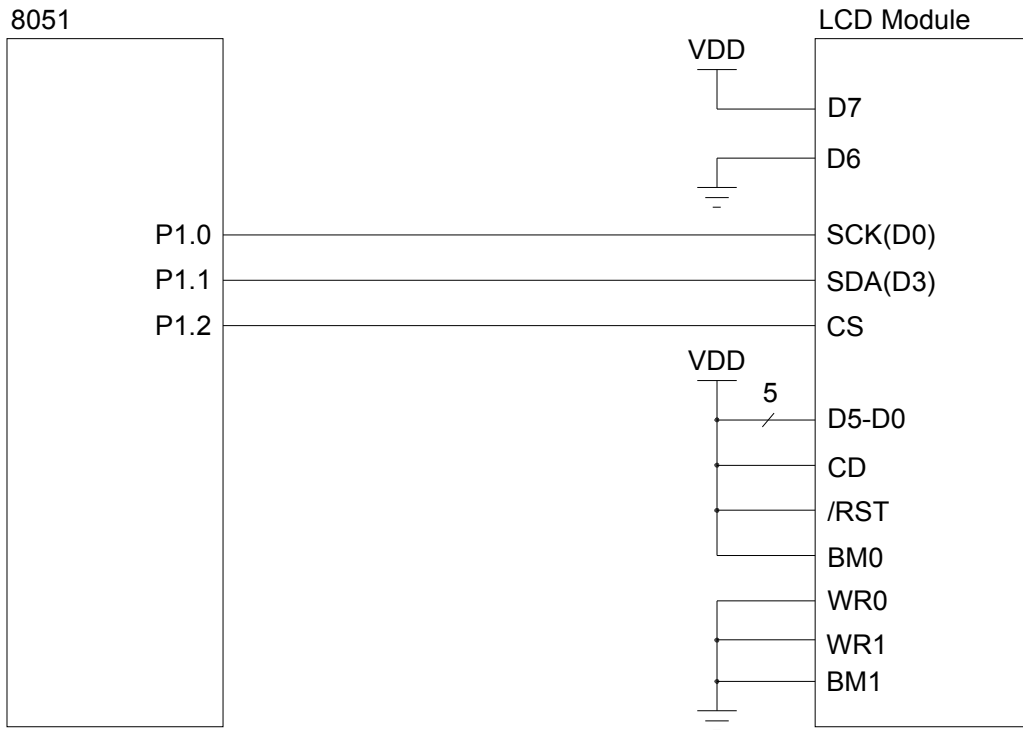 8051
LCD Module
VDD
D7
D6
P1.0
SCK(D0)
P1.1
SDA(D3)
P1.2
CS
VDD
5
D5-D0
CD
/RST
BM0
WR0
WR1
BM1